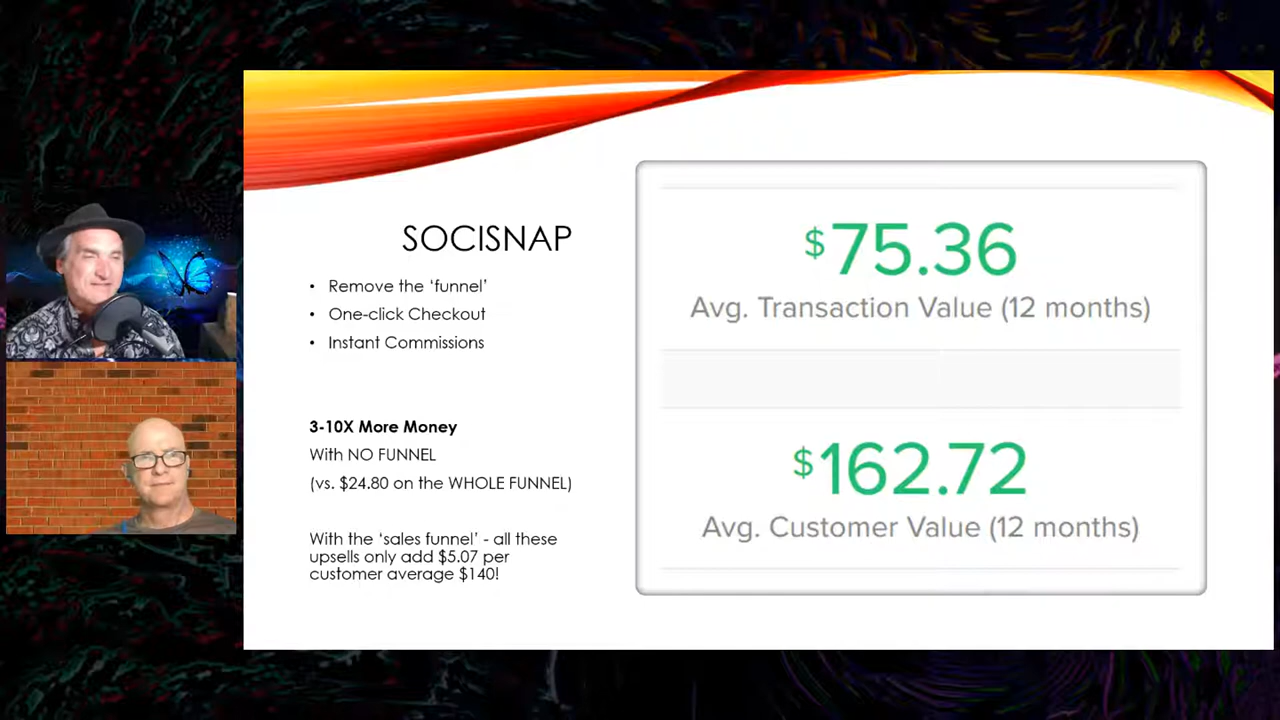 SOCISNAP
• Remove the ‘funnel’
• One-click Checkout
• Instant Commissions
3-10X More Money
With NO FUNNEL
(vs. $24.80 on the WHOLE FUNNEL)
With the ‘sales funnel’ - all these
upsells only add $5.07 per
customer average $140!
$75.36
Avg. Transaction Value (12 months)
$162.72
Avg. Customer Value (12 months)